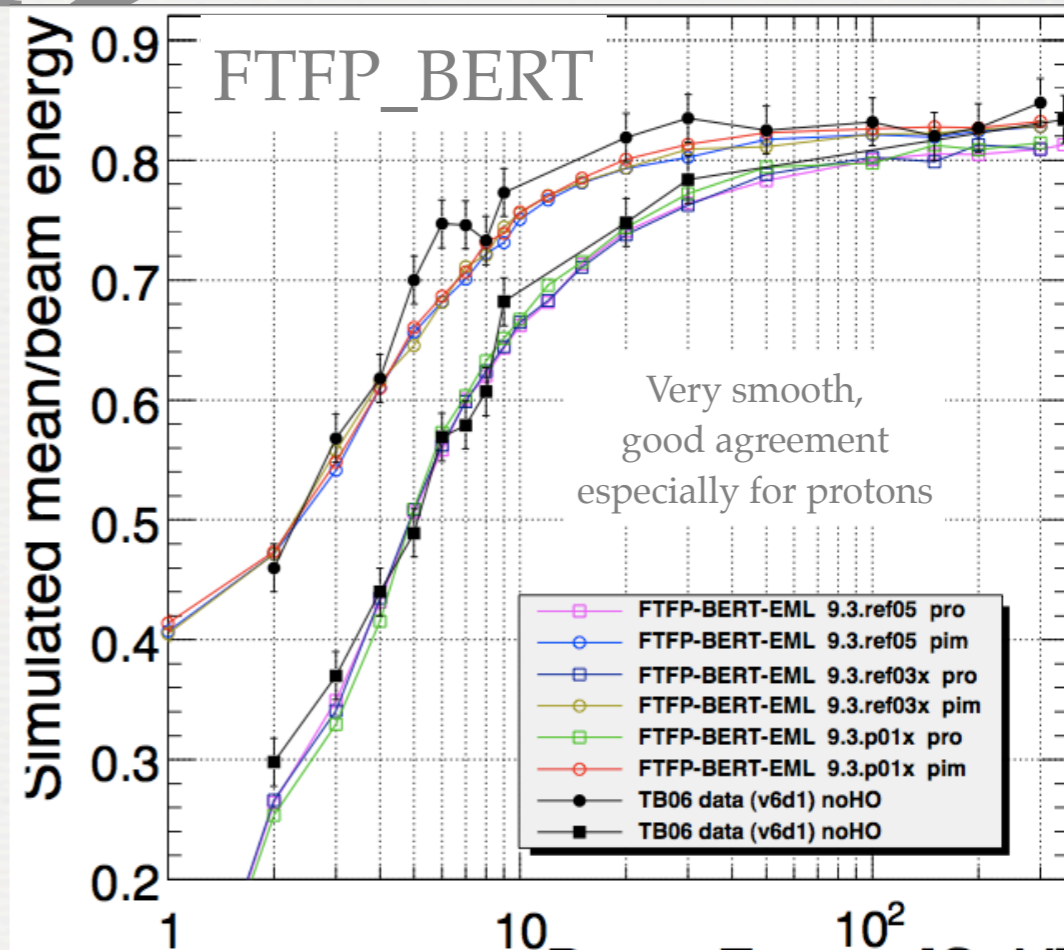 FTFP_BERT
Simulated mean/beam energy
0.9
0.8
0.7
0.6
0.5
0.4
0.3
0.2
Very smooth,
good agreement
especially for protons
FTFP-BERT-EML 9.3.ref05 pro
FTFP-BERT-EML 9.3.ref05 pim
FTFP-BERT-EML 9.3.ref03x pro
FTFP-BERT-EML 9.3.ref03x pim
FTFP-BERT-EML 9.3.p01x pro
FTFP-BERT-EML 9.3.p01x pim
TB06 data (v6d1) noHO
TB06 data (v6d1) noHO
1
10
10²